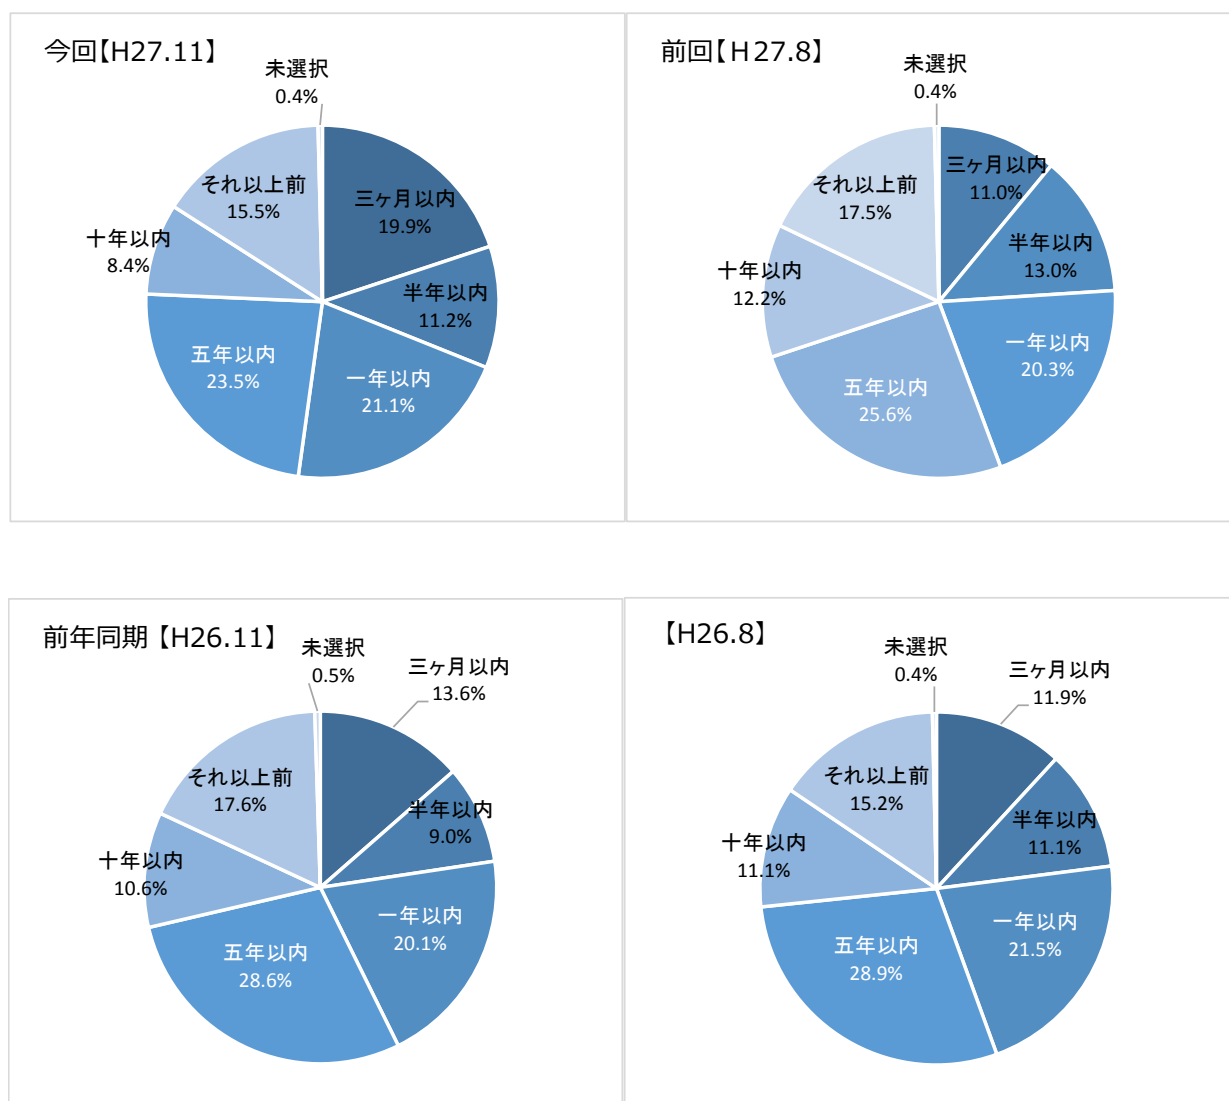 今回【H27.11】
未選択
0.4%
三ヶ月以内
19.9%
半年以内
11.2%
一年以内
21.1%
五年以内
23.5%
十年以内
8.4%
それ以上前
15.5%
前回【Ｈ27.8】
未選択
0.4%
三ヶ月以内
11.0%
半年以内
13.0%
一年以内
20.3%
五年以内
25.6%
十年以内
12.2%
それ以上前
17.5%
前年同期【H26.11】
未選択
0.5%
三ヶ月以内
13.6%
半年以内
9.0%
一年以内
20.1%
五年以内
28.6%
十年以内
10.6%
それ以上前
17.6%
【H26.8】
未選択
0.4%
三ヶ月以内
11.9%
半年以内
11.1%
一年以内
21.5%
五年以内
28.9%
十年以内
11.1%
それ以上前
15.2%